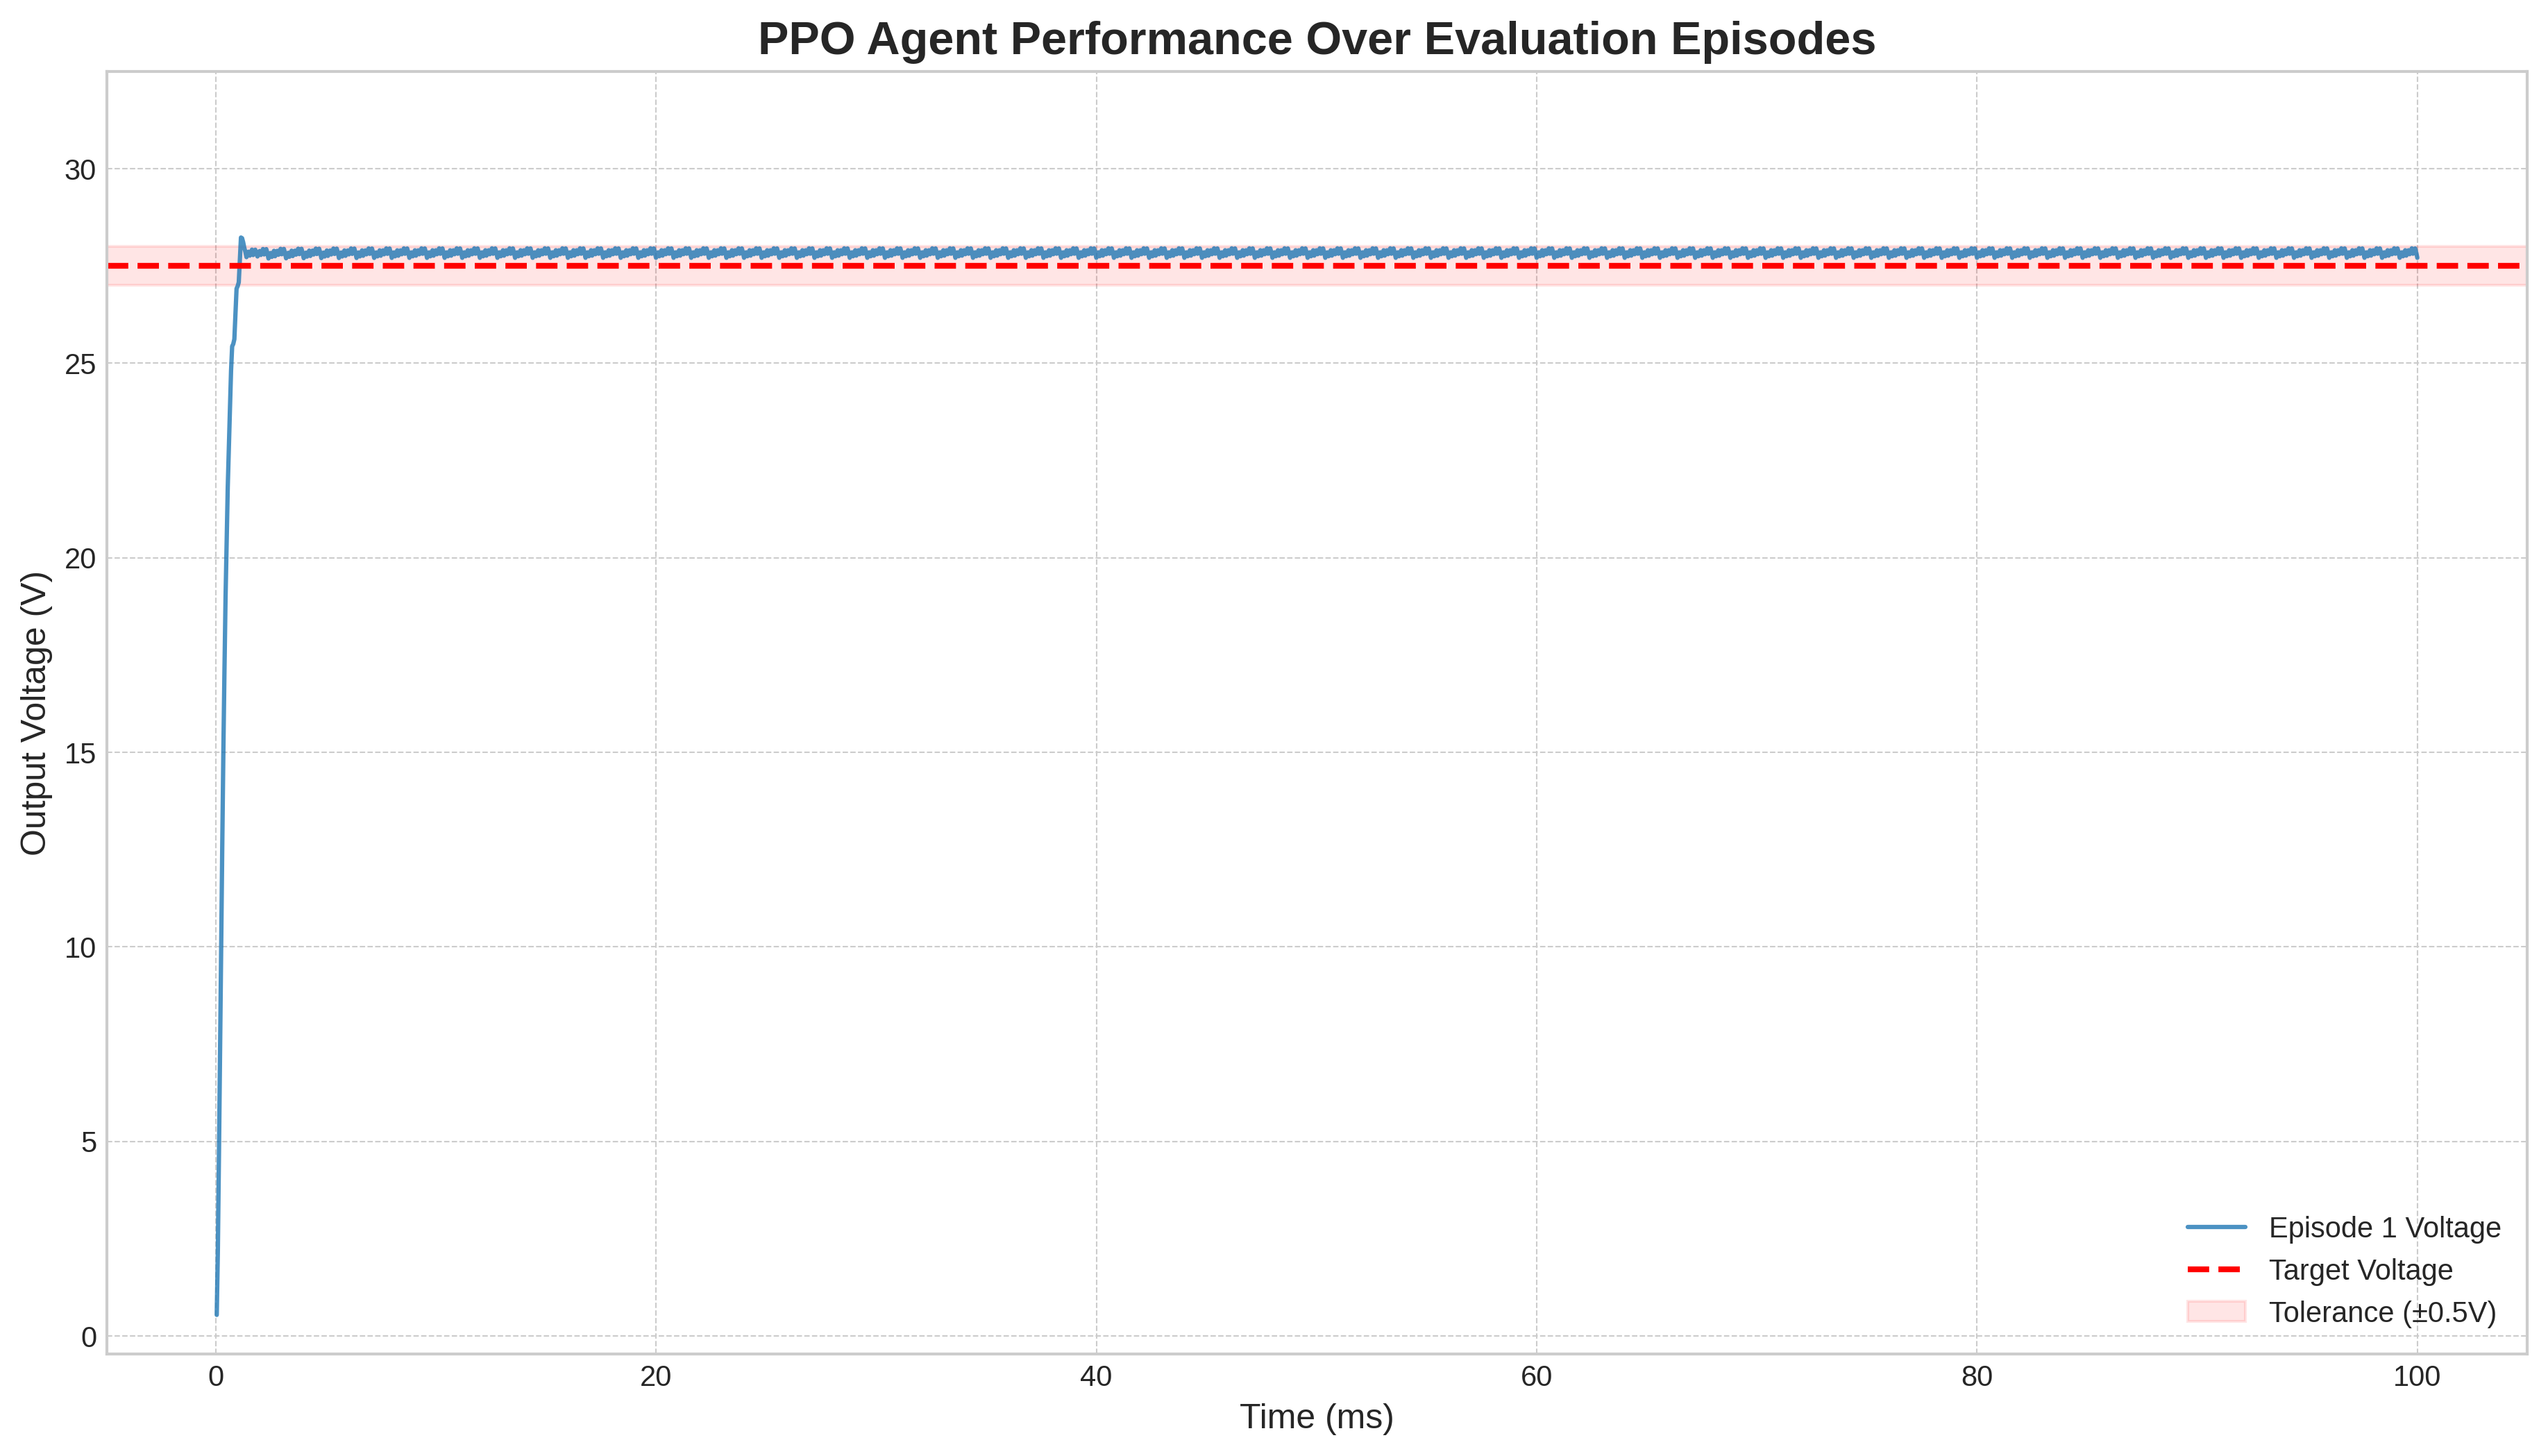 PPO Agent Performance Over Evaluation Episodes
Output Voltage (V)
30
25
20
15
10
5
0
0 20 40 60 80 100
Time (ms)
Episode 1 Voltage
Target Voltage
Tolerance (±0.5V)